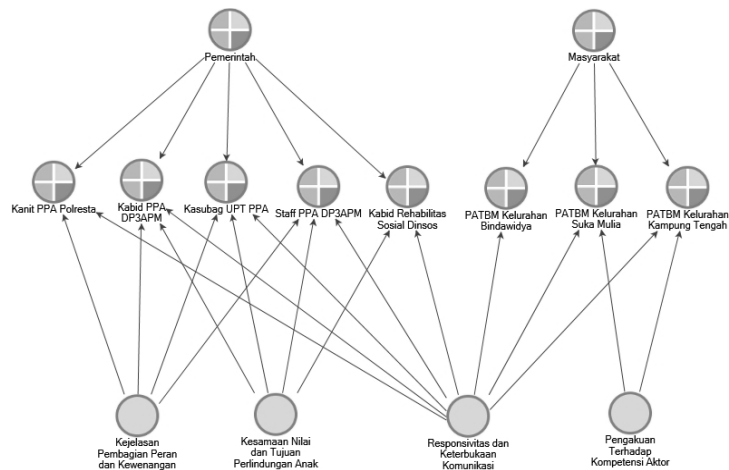 Pemerintah
Masyarakat
Kanit PPA Polresta
Kabid PPA
DP3APM
Kasubag UPT PPA
Staff PPA DP3APM
Kabid Rehabilitas
Sosial Dinsos
PATBM Kelurahan
Bindawidya
PATBM Kelurahan
Suka Mulia
PATBM Kelurahan
Kampung Tengah
Kejelasan
Pembagian Peran
dan Kewenangan
Kesamaan Nilai
dan Tujuan
Perlindungan Anak
Responsivitas dan
Keterbukaan
Komunikasi
Pengakuan
Terhadap
Kompetensi Aktor